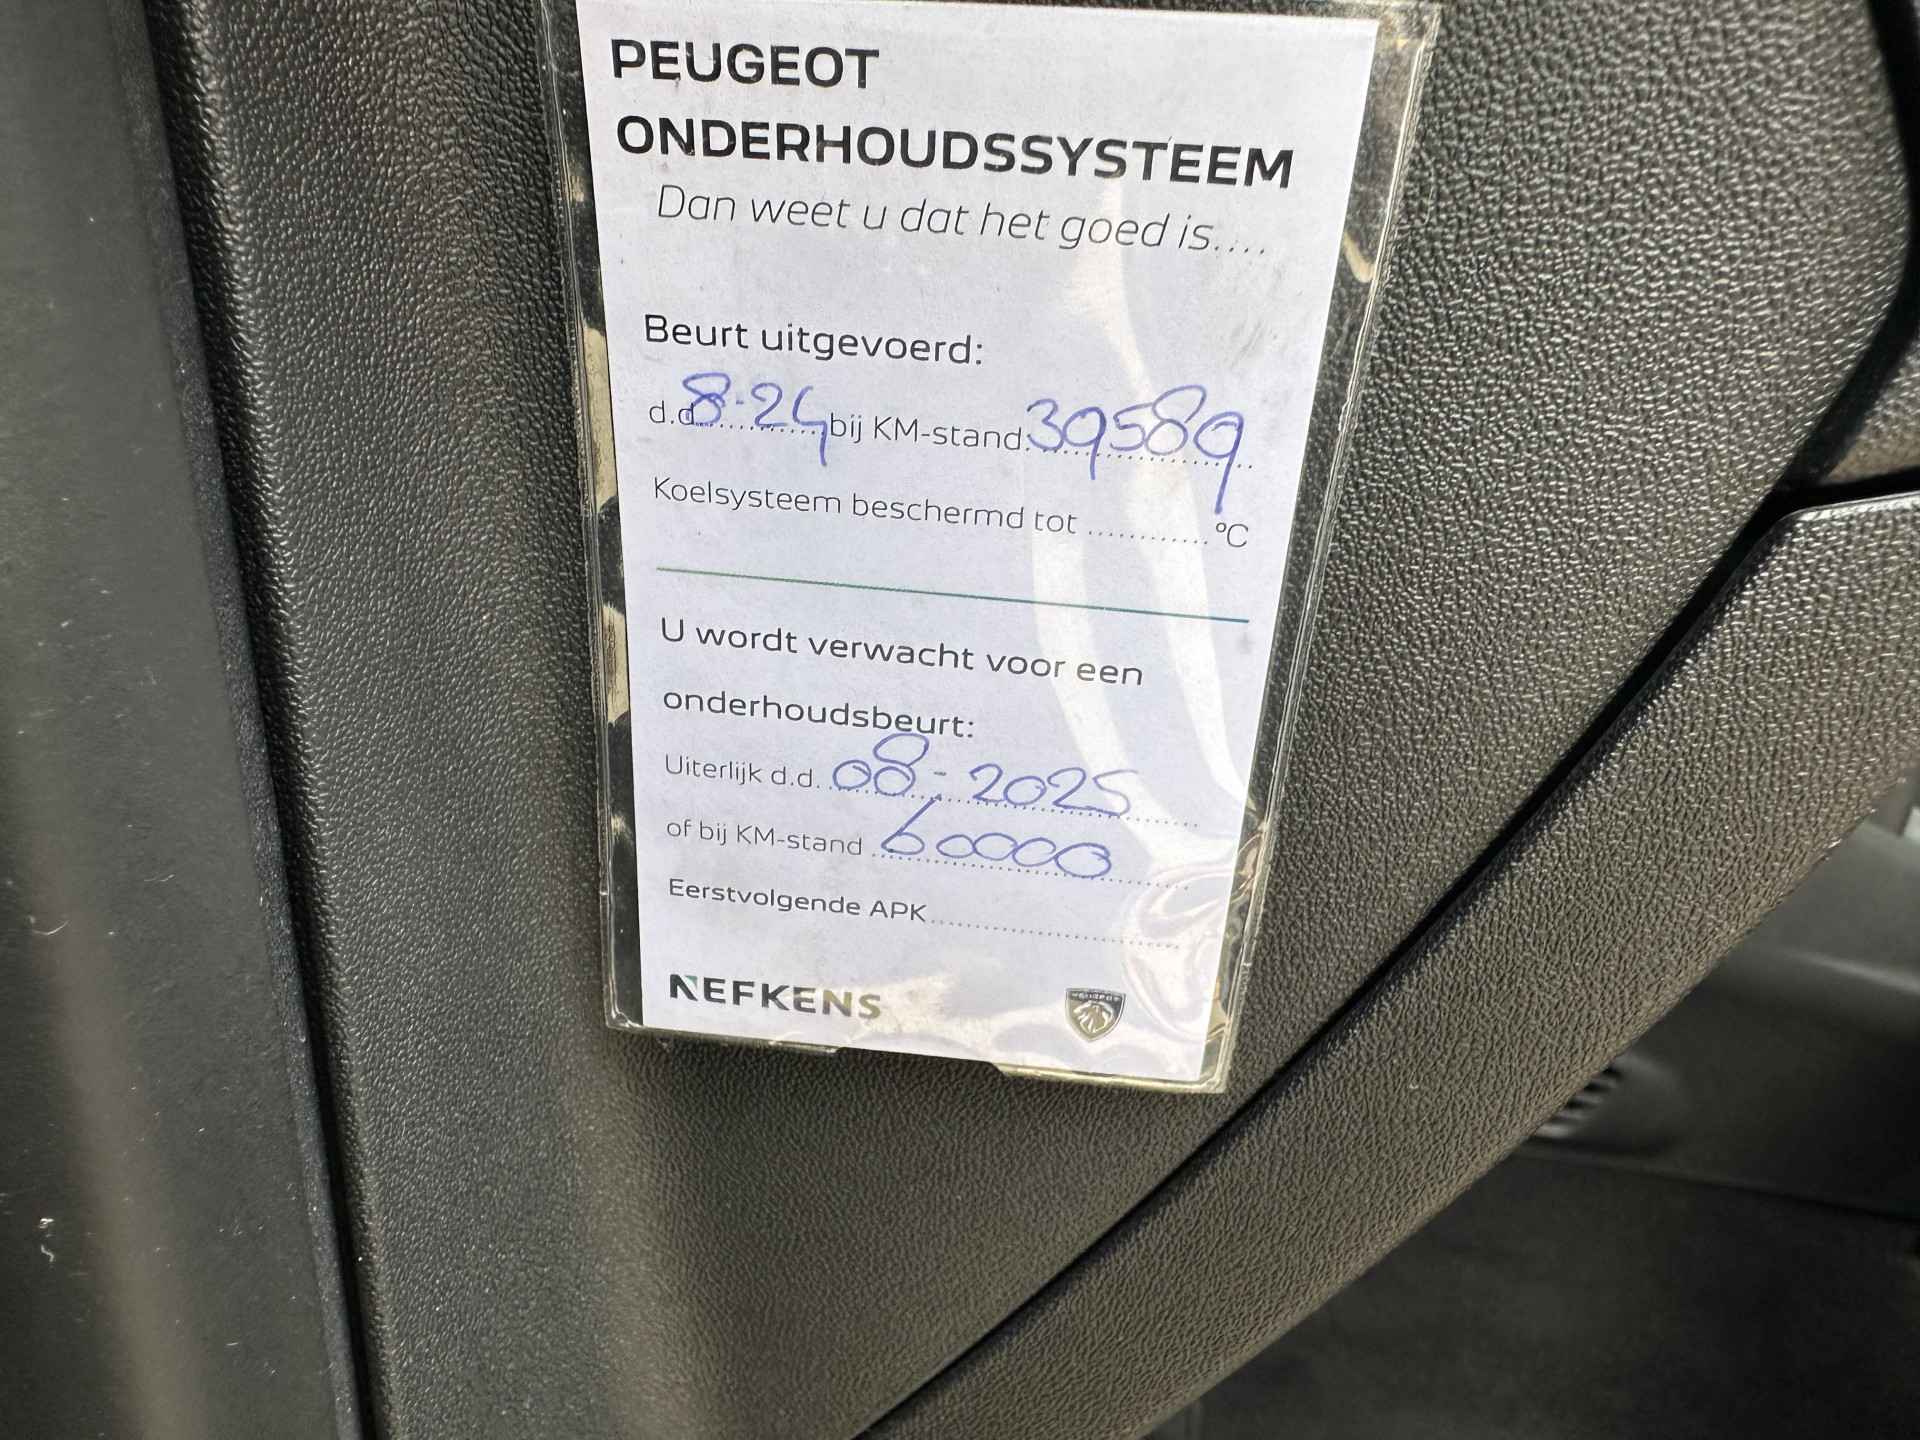 PEUGEOT
ONDERHOUDSSYSTEEM
Dan weet u dat het goed is....
Beurt uitgevoerd:
d.d. 8-24 bij KM-stand: 39589
Koelsysteem beschermd tot ............ °C
U wordt verwacht voor een
onderhoudsbeurt:
Uiterlijk d.d. 08-2025
of bij KM-stand 60000
Eerstvolgende APK..............................
NEFKENS
PEUGEOT